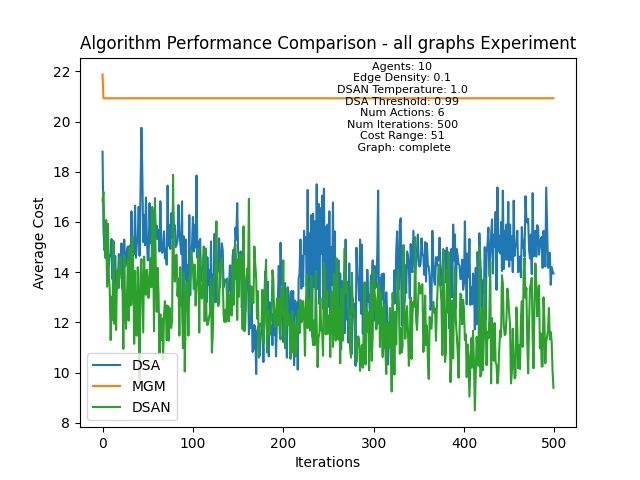 Algorithm Performance Comparison - all graphs Experiment
Agents: 10
Edge Density: 0.1
DSAN Temperature: 1.0
DSA Threshold: 0.99
Num Actions: 6
Num Iterations: 500
Cost Range: 51
Graph: complete
22
20
18
16
14
12
10
8
Average Cost
DSA
MGM
DSAN
0 100 200 300 400 500
Iterations